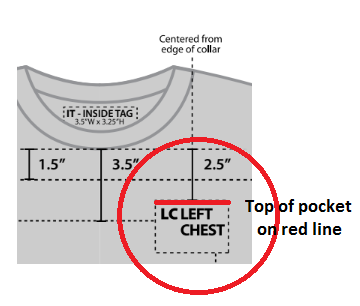 Centered from
edge of collar
IT - INSIDE TAG
3.5"W x 3.25"H
1.5" 3.5" 2.5"
LC LEFT
CHEST
Top of pocket
on red line